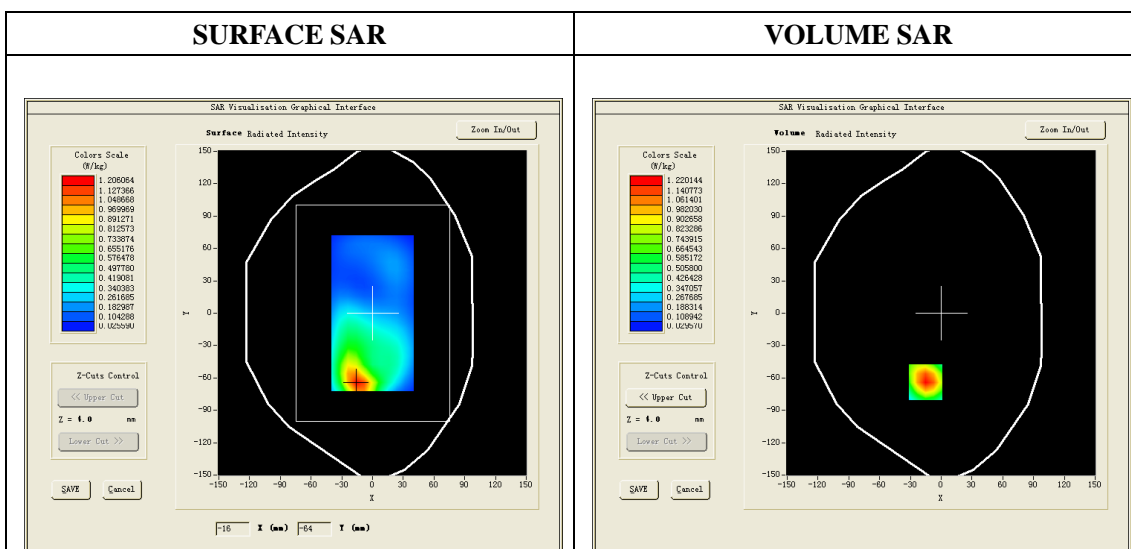 SURFACE SAR
SAR Visualisation Graphical Interface
Surface Radiated Intensity
Zoom In/Out
Colors Scale
(W/kg)
1.206064
1.127366
1.048668
0.969969
0.891271
0.812573
0.733874
0.655176
0.576478
0.497780
0.419081
0.340383
0.261685
0.182987
0.104288
0.025590
150
120
90
60
30
0
-30
-60
-90
-120
-150
Y
-150 -120 -90 -60 -30 0 30 60 90 120 150
X
Z-Cuts Control
<< Upper Cut
Z = 4.0 mm
Lower Cut >>
SAVE Cancel
-16 X (mm) -64 Y (mm)
VOLUME SAR
SAR Visualisation Graphical Interface
Volume Radiated Intensity
Zoom In/Out
Colors Scale
(W/kg)
1.220144
1.140773
1.061401
0.982030
0.902658
0.823286
0.743915
0.664543
0.585172
0.505800
0.426428
0.347057
0.267685
0.188314
0.108942
0.029570
150
120
90
60
30
0
-30
-60
-90
-120
-150
Y
-150 -120 -90 -60 -30 0 30 60 90 120 150
X
Z-Cuts Control
<< Upper Cut
Z = 4.0 mm
Lower Cut >>
SAVE Cancel